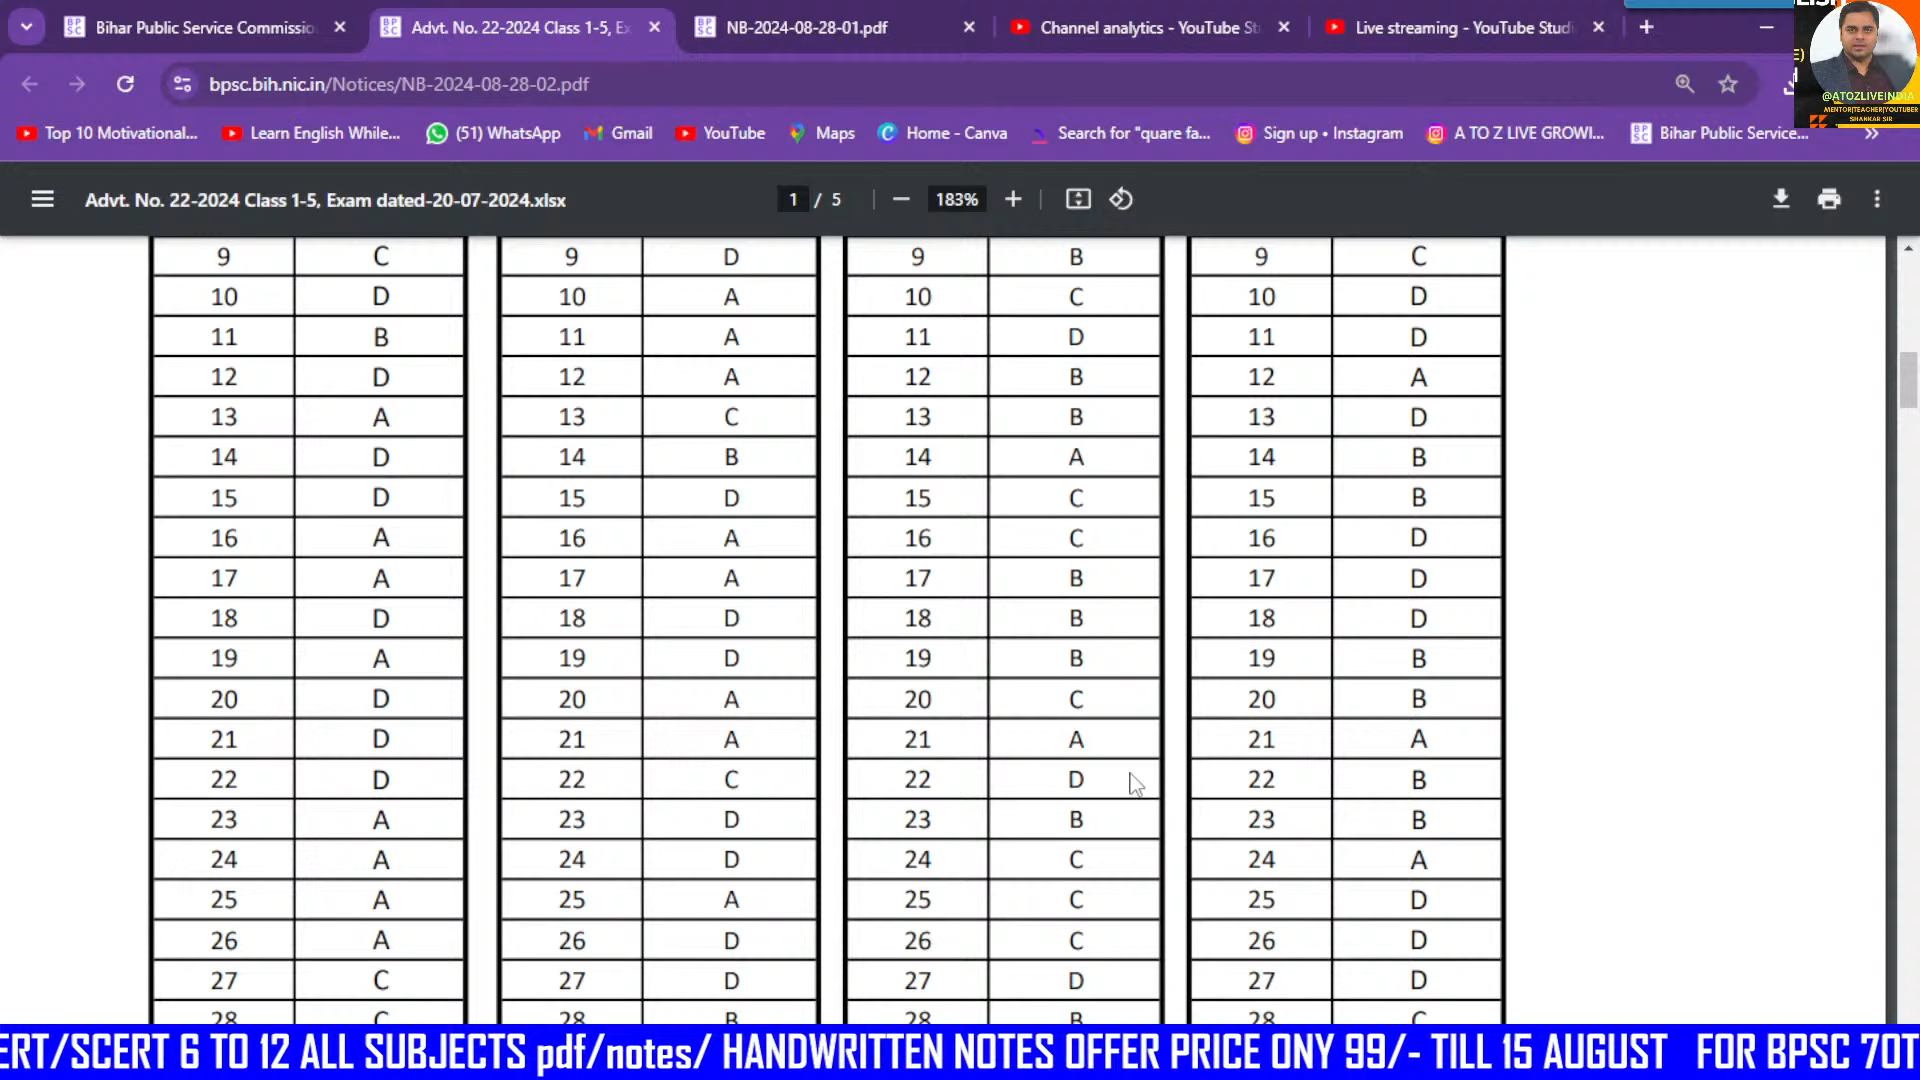 Bihar Public Service Commissio
Advt. No. 22-2024 Class 1-5, Ex
NB-2024-08-28-01.pdf
Channel analytics - YouTube St
Live streaming - YouTube Studi
bpsc.bih.nic.in/Notices/NB-2024-08-28-02.pdf
@ATOZLIVEINDIA
MENTOR|TEACHER|YOUTUBER
SHANKAR SIR
Top 10 Motivational...
Learn English While...
(51) WhatsApp
Gmail
YouTube
Maps
Home - Canva
Search for "quare fa...
Sign up • Instagram
A TO Z LIVE GROWI...
Bihar Public Service...
Advt. No. 22-2024 Class 1-5, Exam dated-20-07-2024.xlsx
1 / 5
183%
9 C 9 D 9 B 9 C
10 D 10 A 10 C 10 D
11 B 11 A 11 D 11 D
12 D 12 A 12 B 12 A
13 A 13 C 13 B 13 D
14 D 14 B 14 A 14 B
15 D 15 D 15 C 15 B
16 A 16 A 16 C 16 D
17 A 17 A 17 B 17 D
18 D 18 D 18 B 18 D
19 A 19 D 19 B 19 B
20 D 20 A 20 C 20 B
21 D 21 A 21 A 21 A
22 D 22 C 22 D 22 B
23 A 23 D 23 B 23 B
24 A 24 D 24 C 24 A
25 A 25 A 25 C 25 D
26 A 26 D 26 C 26 D
27 C 27 D 27 D 27 D
28 C 28 B 28 B 28 C
ERT/SCERT 6 TO 12 ALL SUBJECTS pdf/notes/ HANDWRITTEN NOTES OFFER PRICE ONY 99/- TILL 15 AUGUST FOR BPSC 70T